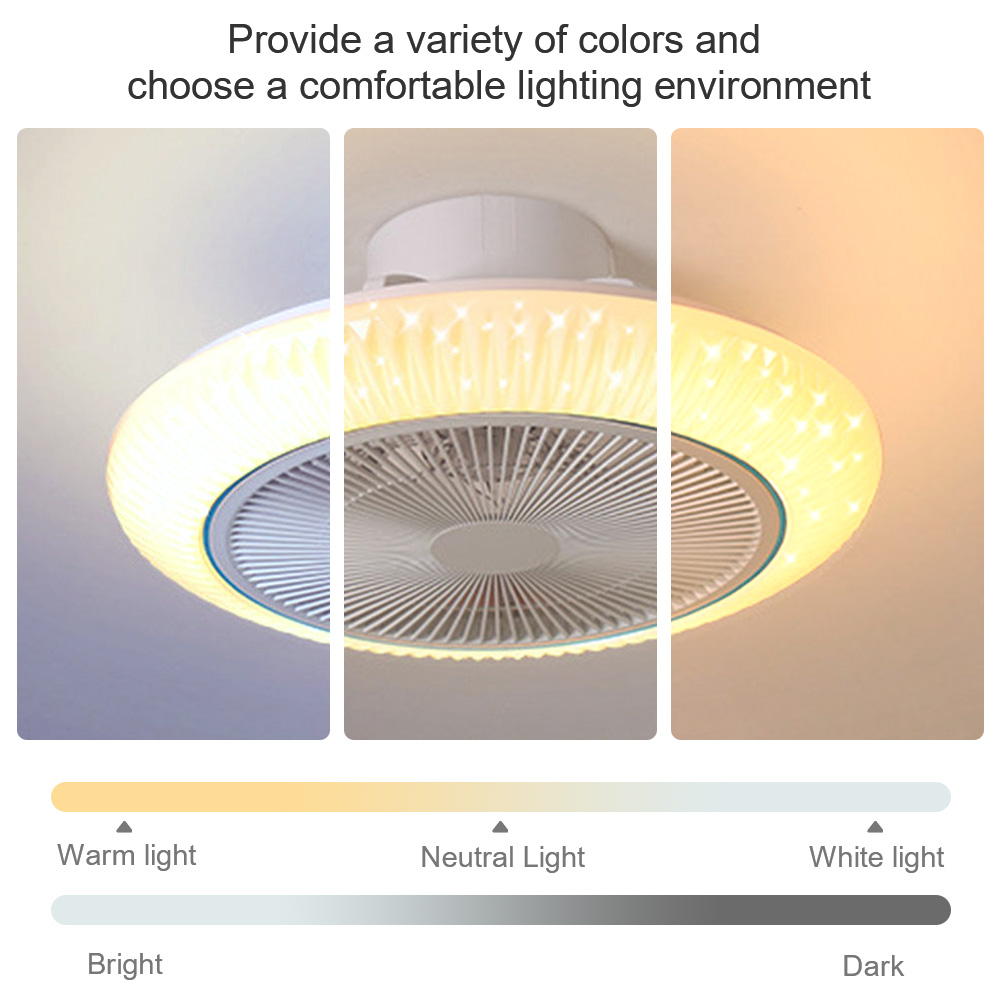 Provide a variety of colors and
choose a comfortable lighting environment
Warm light
Neutral Light
White light
Bright
Dark